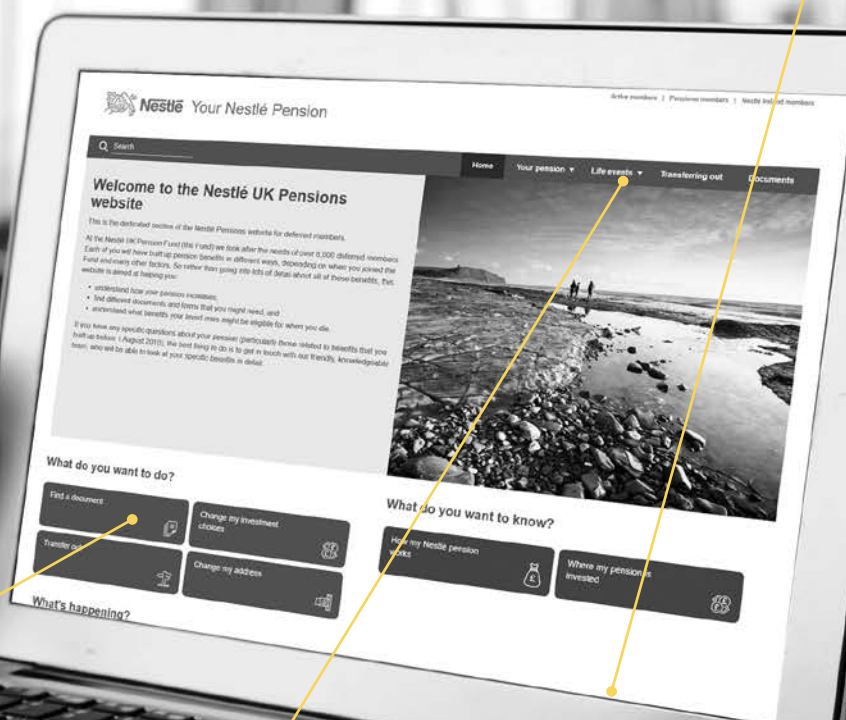 Nestlé Your Nestlé Pension
Active members | Pensioner members | Nestlé Ireland members
Search
Home Your pension Life events Transferring out Documents
Welcome to the Nestlé UK Pensions
website
This is the dedicated section of the Nestlé Pensions website for deferred members.
At the Nestlé UK Pension Fund (the Fund) we look after the needs of over 8,000 deferred members.
Each of you will have built up pension benefits in different ways, depending on when you joined the
Fund and many other factors. So rather than going into lots of detail about all of these benefits, this
website is aimed at helping you:
• understand how your pension increases,
• find different documents and forms that you might need, and
• understand what benefits your loved ones might be eligible for when you die.
If you have any specific questions about your pension (particularly those related to benefits that you
built up before 1 August 2010), the best thing to do is to get in touch with our friendly, knowledgeable
team, who will be able to look at your specific benefits in detail.
What do you want to do?
Find a document
Change my investment
choices
Transfer out
Change my address
What do you want to know?
How my Nestlé pension
works
Where my pension is
invested
What's happening?